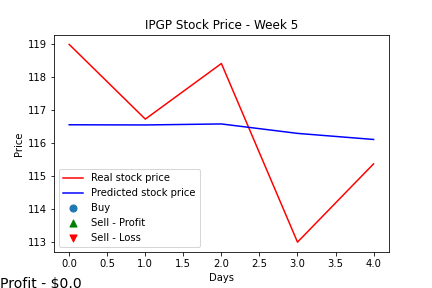 IPGP Stock Price - Week 5
119
118
117
116
115
114
113
Price
Real stock price
Predicted stock price
Buy
Sell - Profit
Sell - Loss
0.0 0.5 1.0 1.5 2.0 2.5 3.0 3.5 4.0
Days
Profit - $0.0